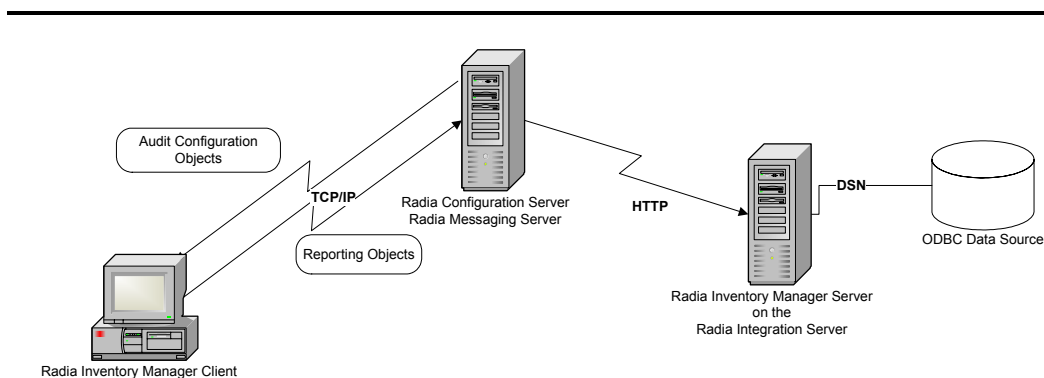 Audit Configuration
Objects
TCP/IP
Reporting Objects
Radia Configuration Server
Radia Messaging Server
HTTP
DSN
ODBC Data Source
Radia Inventory Manager Server
on the
Radia Integration Server
Radia Inventory Manager Client